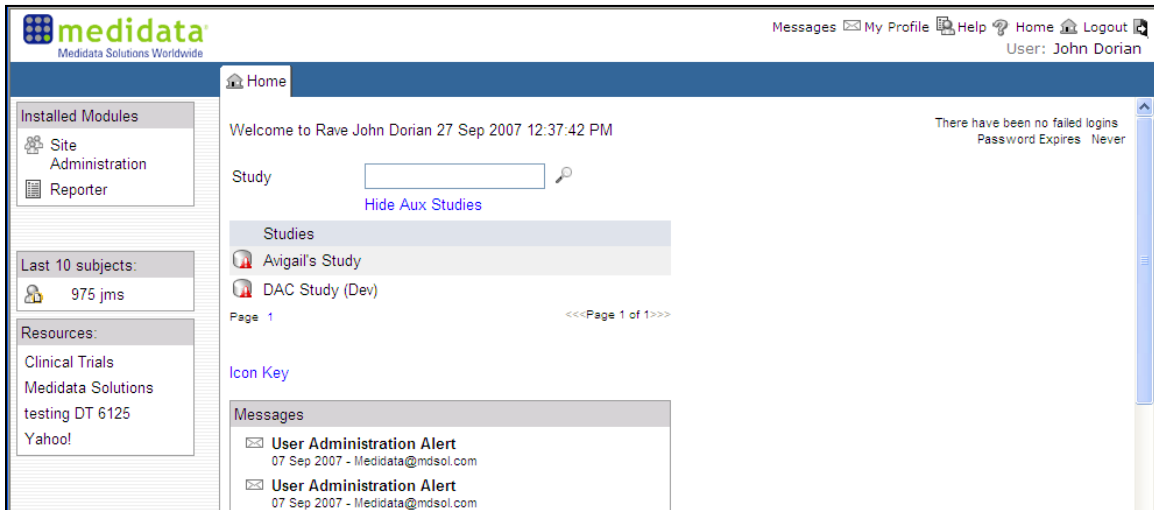 medidata
Medidata Solutions Worldwide
Messages My Profile Help Home Logout
User: John Dorian
Home
Installed Modules
Site
Administration
Reporter
Last 10 subjects:
975 jms
Resources:
Clinical Trials
Medidata Solutions
testing DT 6125
Yahoo!
Welcome to Rave John Dorian 27 Sep 2007 12:37:42 PM
There have been no failed logins
Password Expires Never
Study
Hide Aux Studies
Studies
Avigail's Study
DAC Study (Dev)
Page 1 <<<Page 1 of 1>>>
Icon Key
Messages
User Administration Alert
07 Sep 2007 - Medidata@mdsol.com
User Administration Alert
07 Sep 2007 - Medidata@mdsol.com